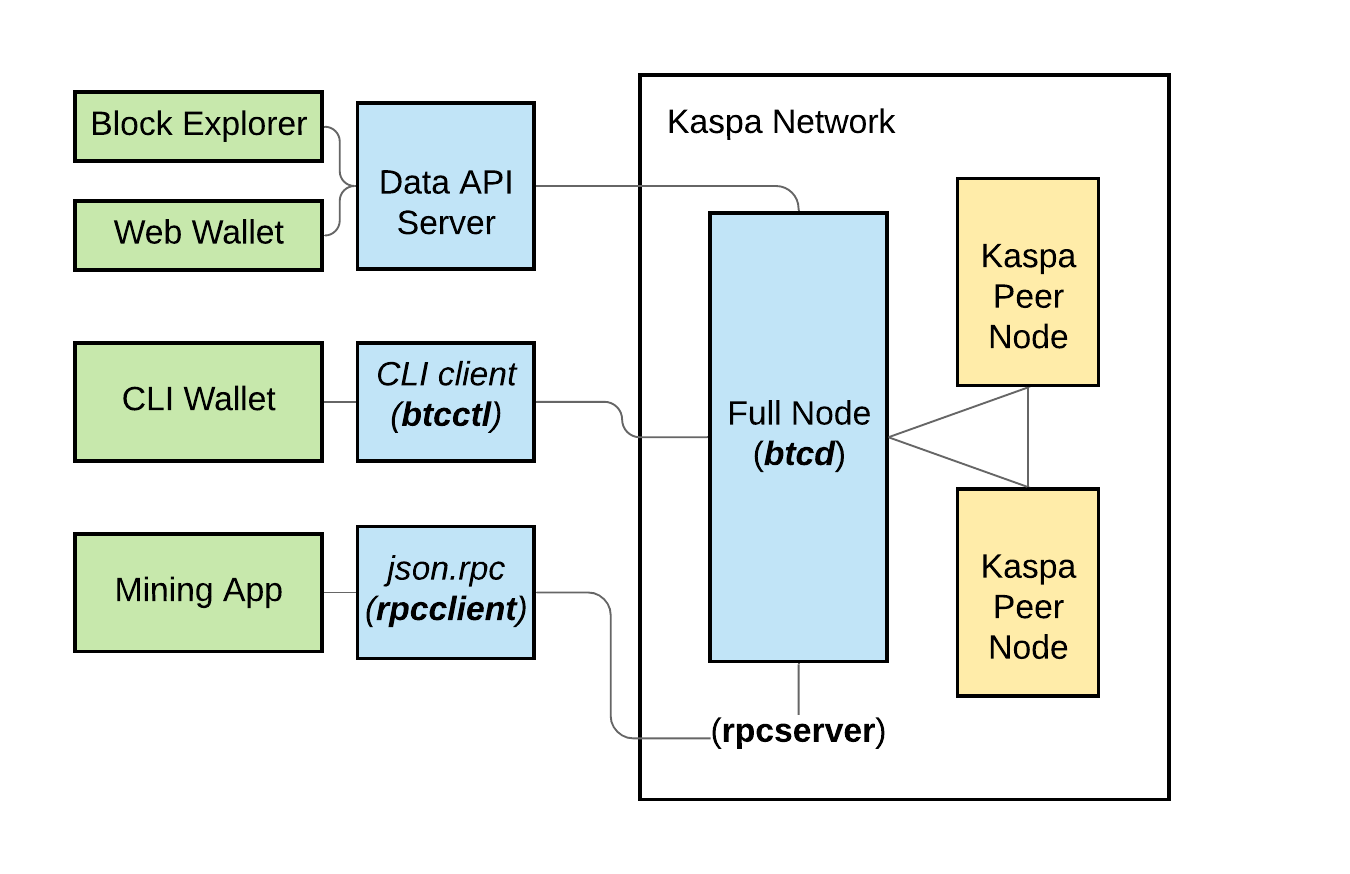 Block Explorer
Web Wallet
Data API
Server
Kaspa Network
CLI Wallet
CLI client
(btcctl)
Mining App
json.rpc
(rpcclient)
Full Node
(btcd)
(rpcserver)
Kaspa
Peer
Node
Kaspa
Peer
Node